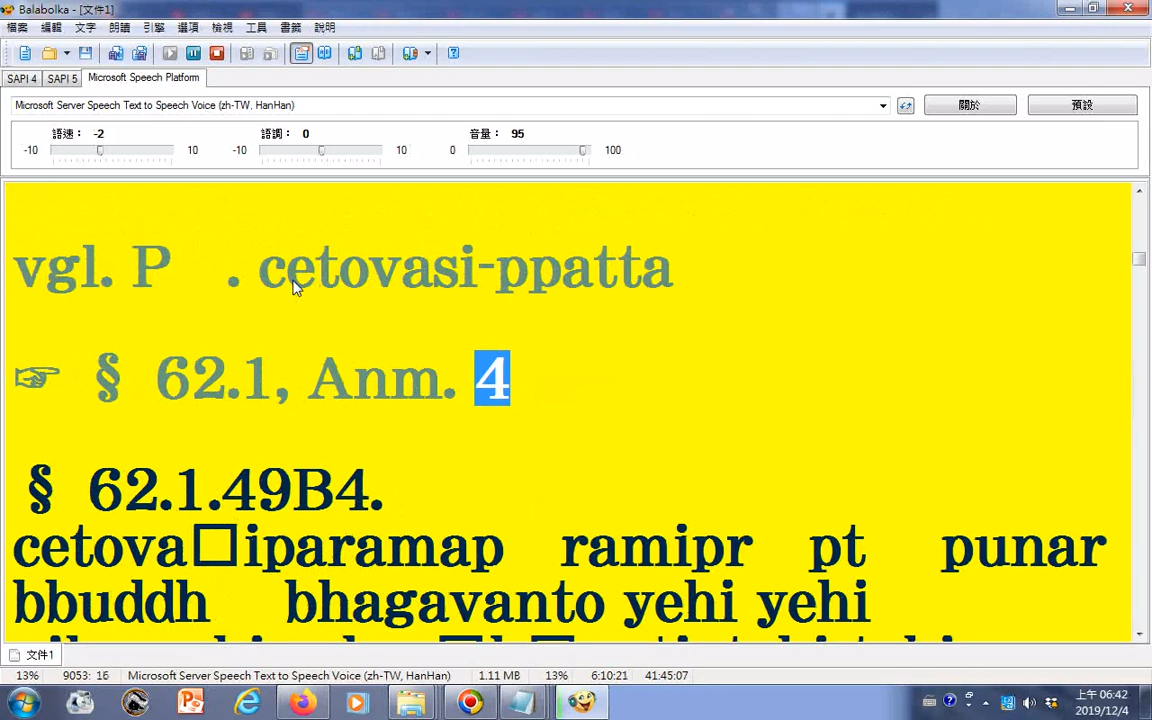 Balabolka - [文件1]
檔案 編輯 文字 朗讀 引擎 選項 檢視 工具 書籤 說明
SAPI 4 SAPI 5 Microsoft Speech Platform
Microsoft Server Speech Text to Speech Voice (zh-TW, HanHan) 關於 預設
語速： -2 語調： 0 音量： 95
-10 10 -10 10 0 100
vgl. P . cetovasi-ppatta
☞ § 62.1, Anm. 4
§ 62.1.49B4.
cetova□iparamap ramipr pt punar
bbuddh bhagavanto yehi yehi
文件1
13% 9053: 16 Microsoft Server Speech Text to Speech Voice (zh-TW, HanHan) 1.11 MB 13% 6:10:21 41:45:07
上午 06:42
2019/12/4